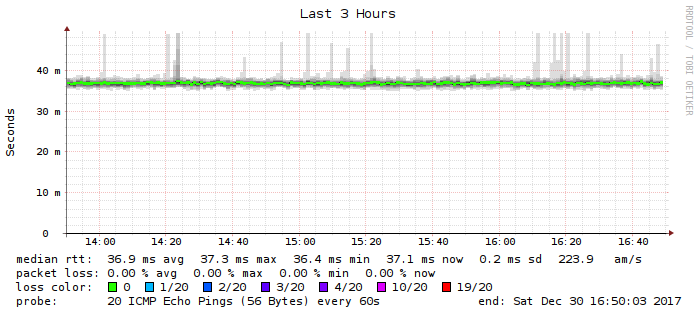 Last 3 Hours
RRDTOOL / TOBI OETIKER
Seconds
40 m
30 m
20 m
10 m
0
14:00 14:20 14:40 15:00 15:20 15:40 16:00 16:20 16:40
median rtt: 36.9 ms avg 37.3 ms max 36.4 ms min 37.1 ms now 0.2 ms sd 223.9 am/s
packet loss: 0.00 % avg 0.00 % max 0.00 % min 0.00 % now
loss color: 0 1/20 2/20 3/20 4/20 10/20 19/20
probe: 20 ICMP Echo Pings (56 Bytes) every 60s end: Sat Dec 30 16:50:03 2017